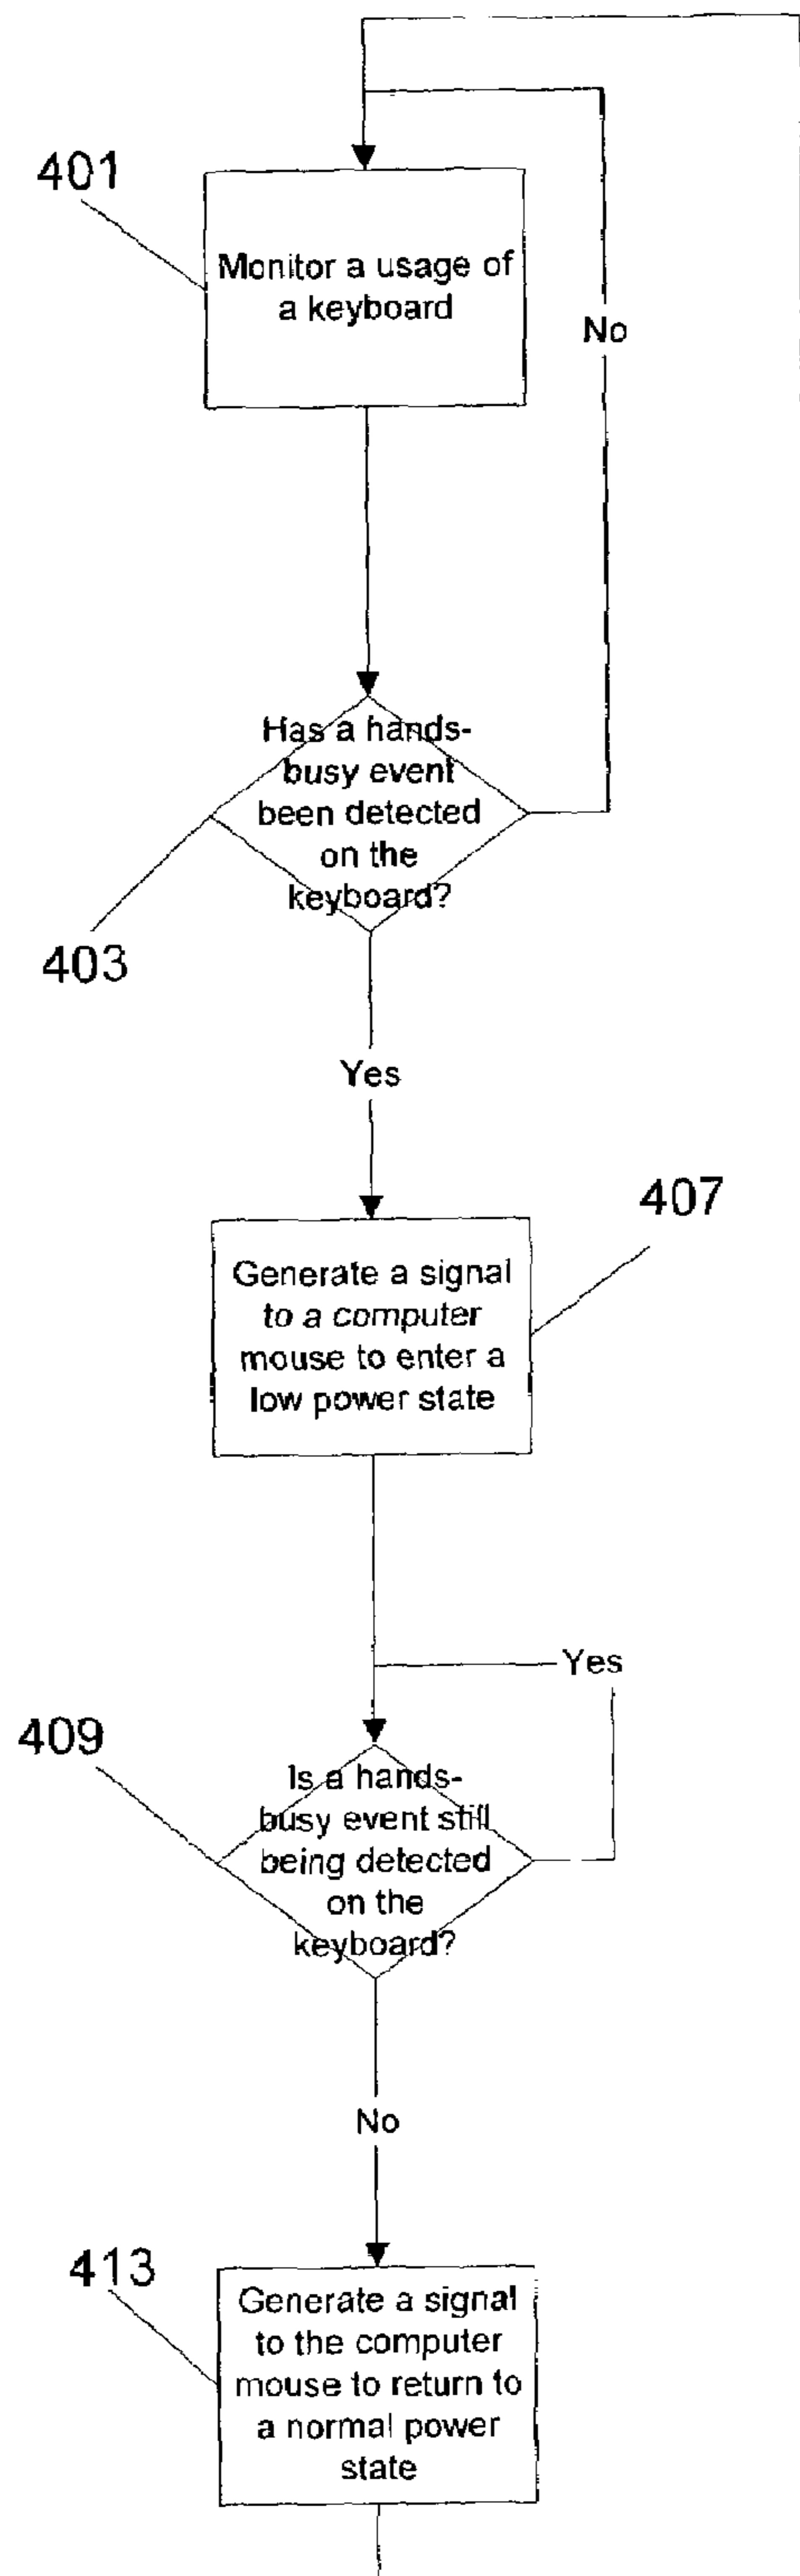 401
Monitor a usage of
a keyboard
No
Has a hands-
busy event
been detected
on the
keyboard?
403
Yes
407
Generate a signal
to a computer
mouse to enter a
low power state
Yes
409
Is a hands-
busy event still
being detected
on the
keyboard?
No
413
Generate a signal
to the computer
mouse to return to
a normal power
state